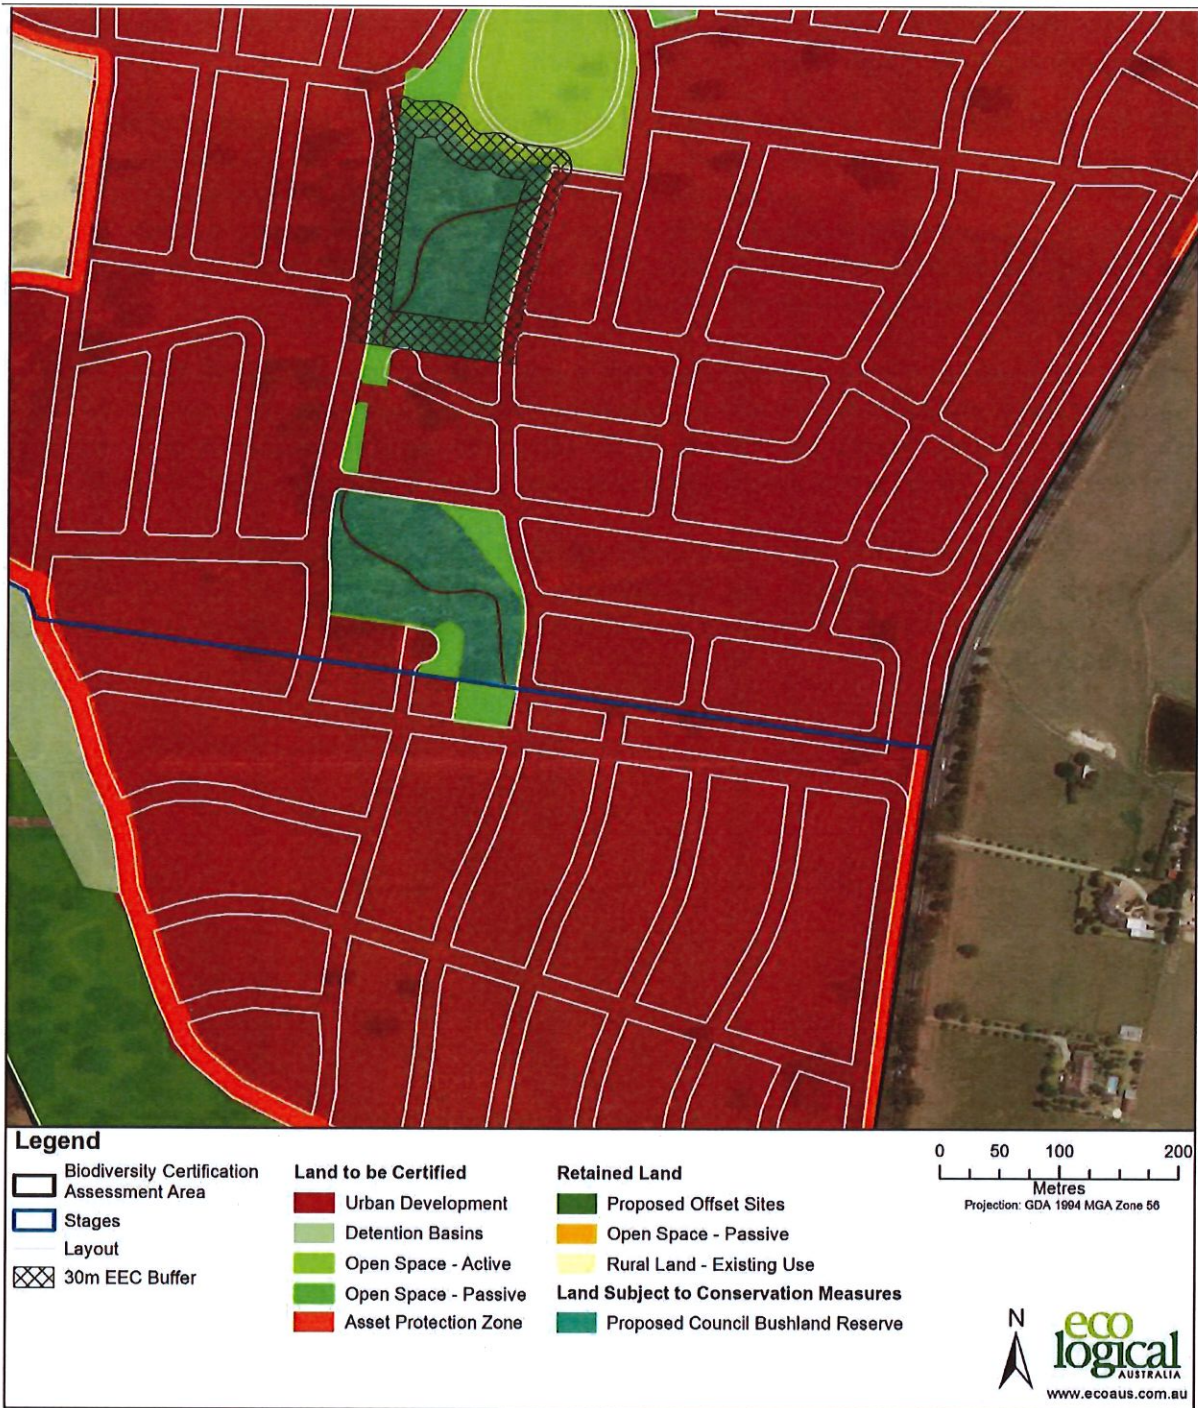 Legend
Biodiversity Certification
Assessment Area
Stages
Layout
30m EEC Buffer
Land to be Certified
Urban Development
Detention Basins
Open Space - Active
Open Space - Passive
Asset Protection Zone
Retained Land
Proposed Offset Sites
Open Space - Passive
Rural Land - Existing Use
Land Subject to Conservation Measures
Proposed Council Bushland Reserve
0 50 100 200
Metres
Projection: GDA 1994 MGA Zone 56
N
eco
logical
AUSTRALIA
www.ecoaus.com.au